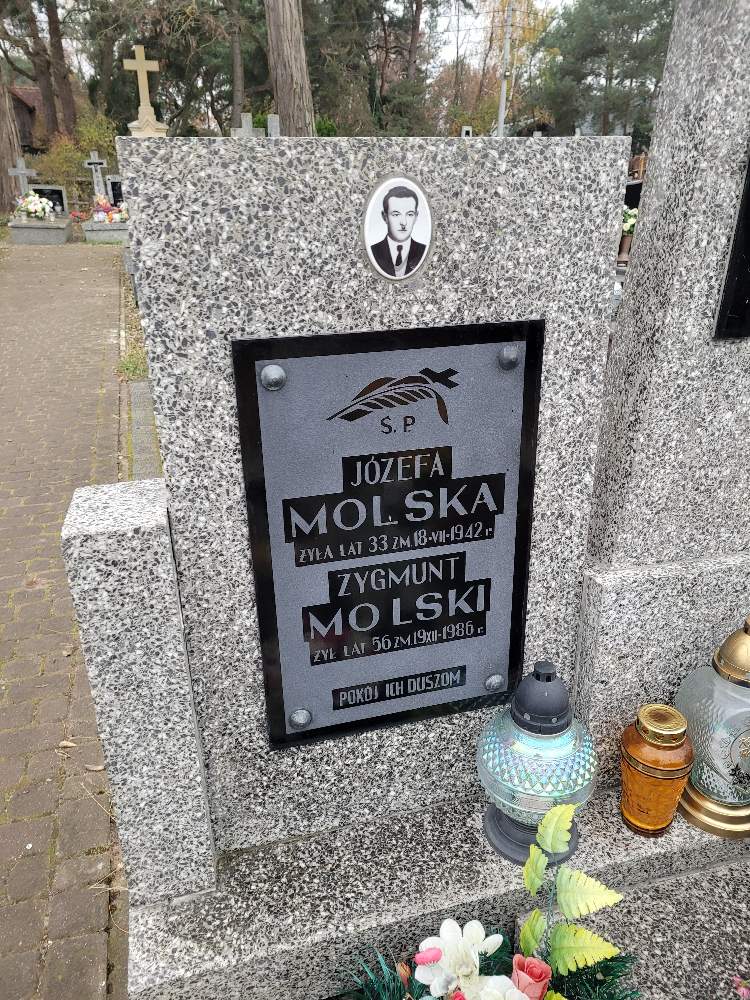 Ś. P.
JÓZEFA
MOLSKA
ŻYŁA LAT 33 ZM. 18-VII-1942 r.
ZYGMUNT
MOLSKI
ŻYŁ LAT 56 ZM. 19 XII-1986 r.
POKÓJ ICH DUSZOM